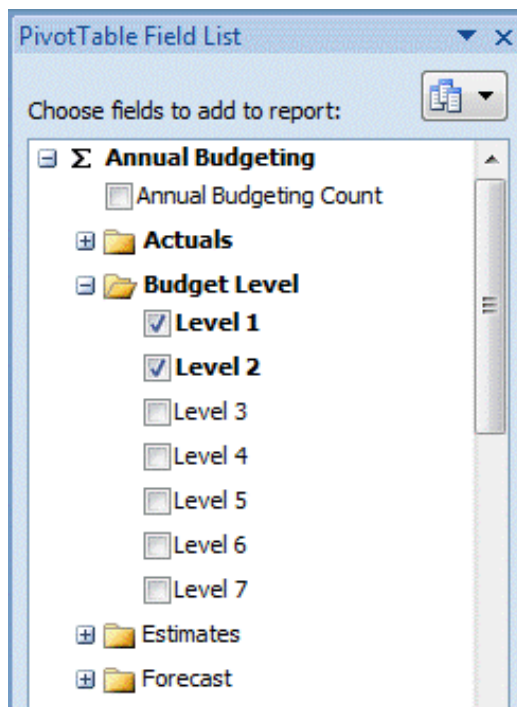 PivotTable Field List
Choose fields to add to report:
Σ Annual Budgeting
Annual Budgeting Count
Actuals
Budget Level
Level 1
Level 2
Level 3
Level 4
Level 5
Level 6
Level 7
Estimates
Forecast